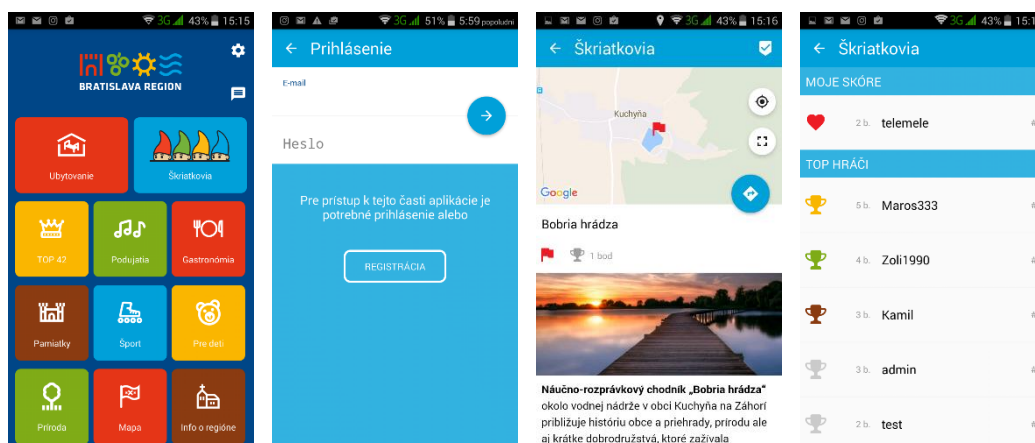 43% 15:15
BRATISLAVA REGION
Ubytovanie
Škriatkovia
TOP 42
Podujatia
Gastronómia
Pamiatky
Šport
Pre deti
Príroda
Mapa
Info o regióne
3G 51% 5:59 popoludní
Prihlásenie
E-mail
Heslo
Pre prístup k tejto časti aplikácie je
potrebné prihlásenie alebo
REGISTRÁCIA
3G 43% 15:16
Škriatkovia
Kuchyňa
Google
Bobria hrádza
1 bod
Náučno-rozprávkový chodník „Bobria hrádza"
okolo vodnej nádrže v obci Kuchyňa na Záhorí
približuje históriu obce a priehrady, prírodu ale
aj krátke dobrodružstvá, ktoré zažívala
3G 43%
Škriatkovia
MOJE SKÓRE
2 b. telemele
TOP HRÁČI
5 b. Maros333
4 b. Zoli1990
3 b. Kamil
3 b. admin
2 b. test